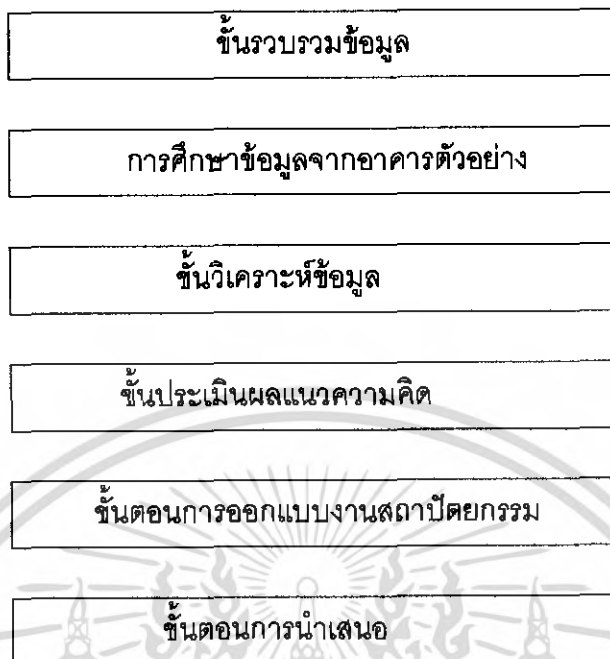 ขั้นรวบรวมข้อมูล
การศึกษาข้อมูลจากอาคารตัวอย่าง
ขั้นวิเคราะห์ข้อมูล
ขั้นประเมินผลแนวความคิด
ขั้นตอนการออกแบบงานสถาปัตยกรรม
ขั้นตอนการนำเสนอ